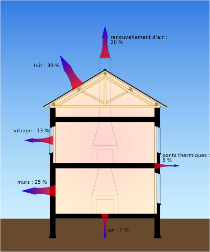 renouvellement d'air :
20 %
toit : 30 %
vitrage : 13 %
ponts thermiques :
5 %
murs : 25 %
sol : 7 %